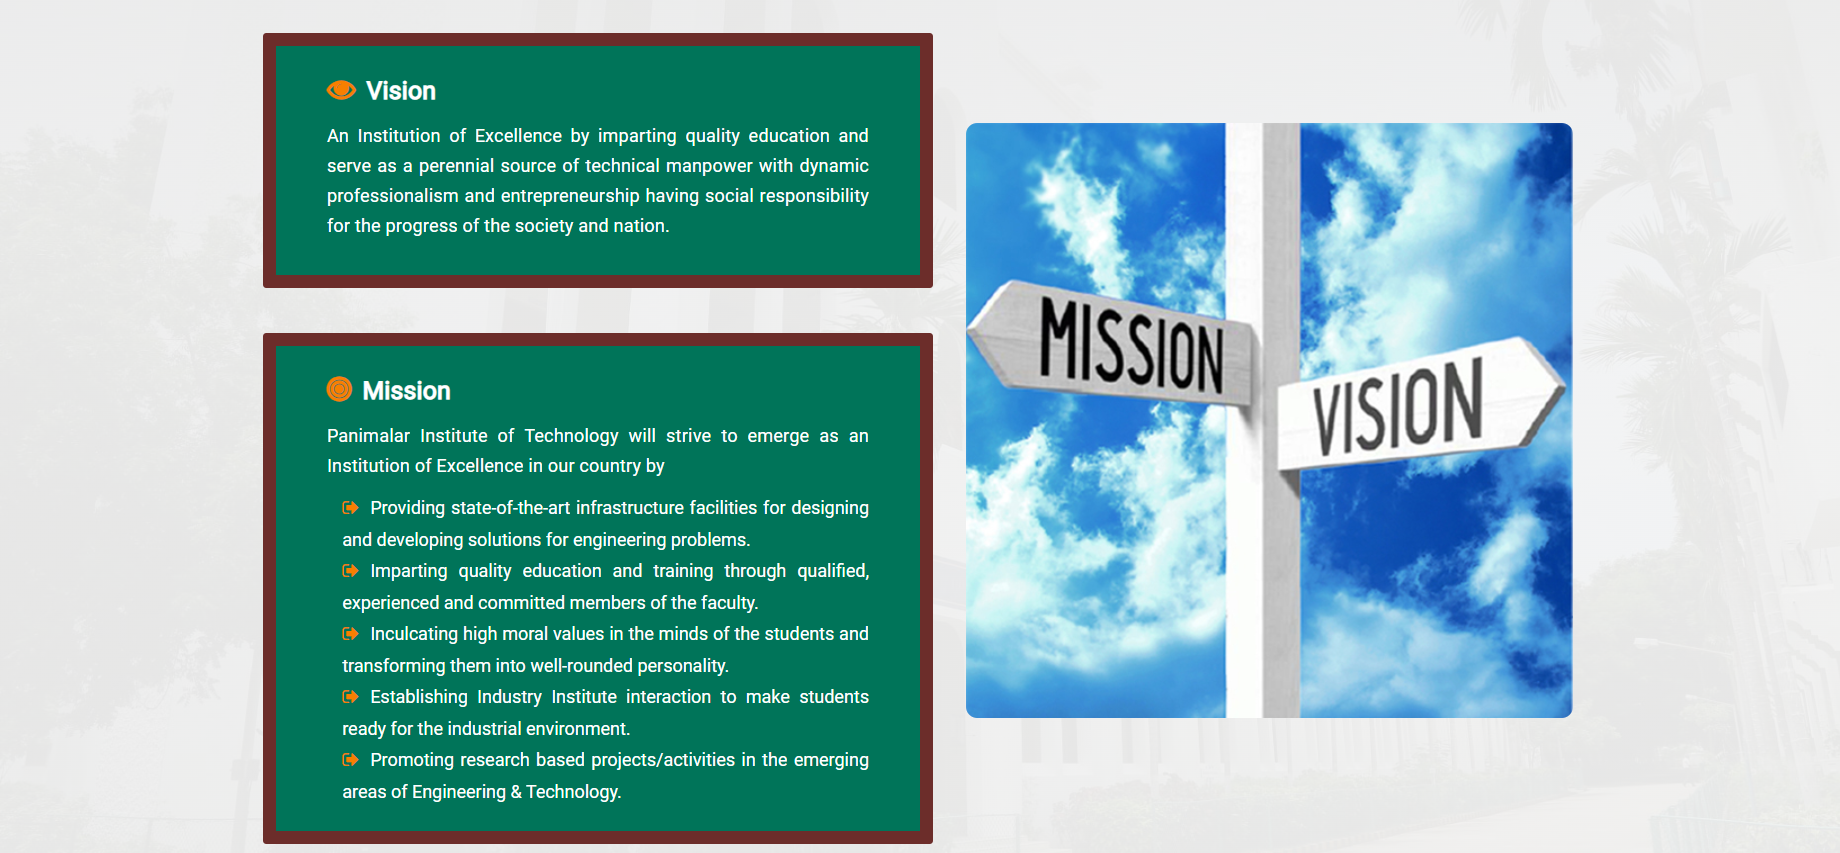 Vision
An Institution of Excellence by imparting quality education and
serve as a perennial source of technical manpower with dynamic
professionalism and entrepreneurship having social responsibility
for the progress of the society and nation.
Mission
Panimalar Institute of Technology will strive to emerge as an
Institution of Excellence in our country by
Providing state-of-the-art infrastructure facilities for designing
and developing solutions for engineering problems.
Imparting quality education and training through qualified,
experienced and committed members of the faculty.
Inculcating high moral values in the minds of the students and
transforming them into well-rounded personality.
Establishing Industry Institute interaction to make students
ready for the industrial environment.
Promoting research based projects/activities in the emerging
areas of Engineering & Technology.
MISSION
VISION